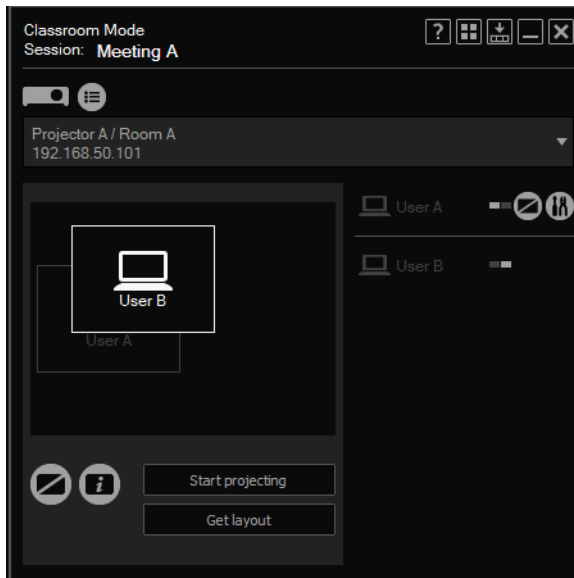 Classroom Mode
Session: Meeting A
?
Projector A / Room A
192.168.50.101
User B
User A
User A
User B
i
Start projecting
Get layout